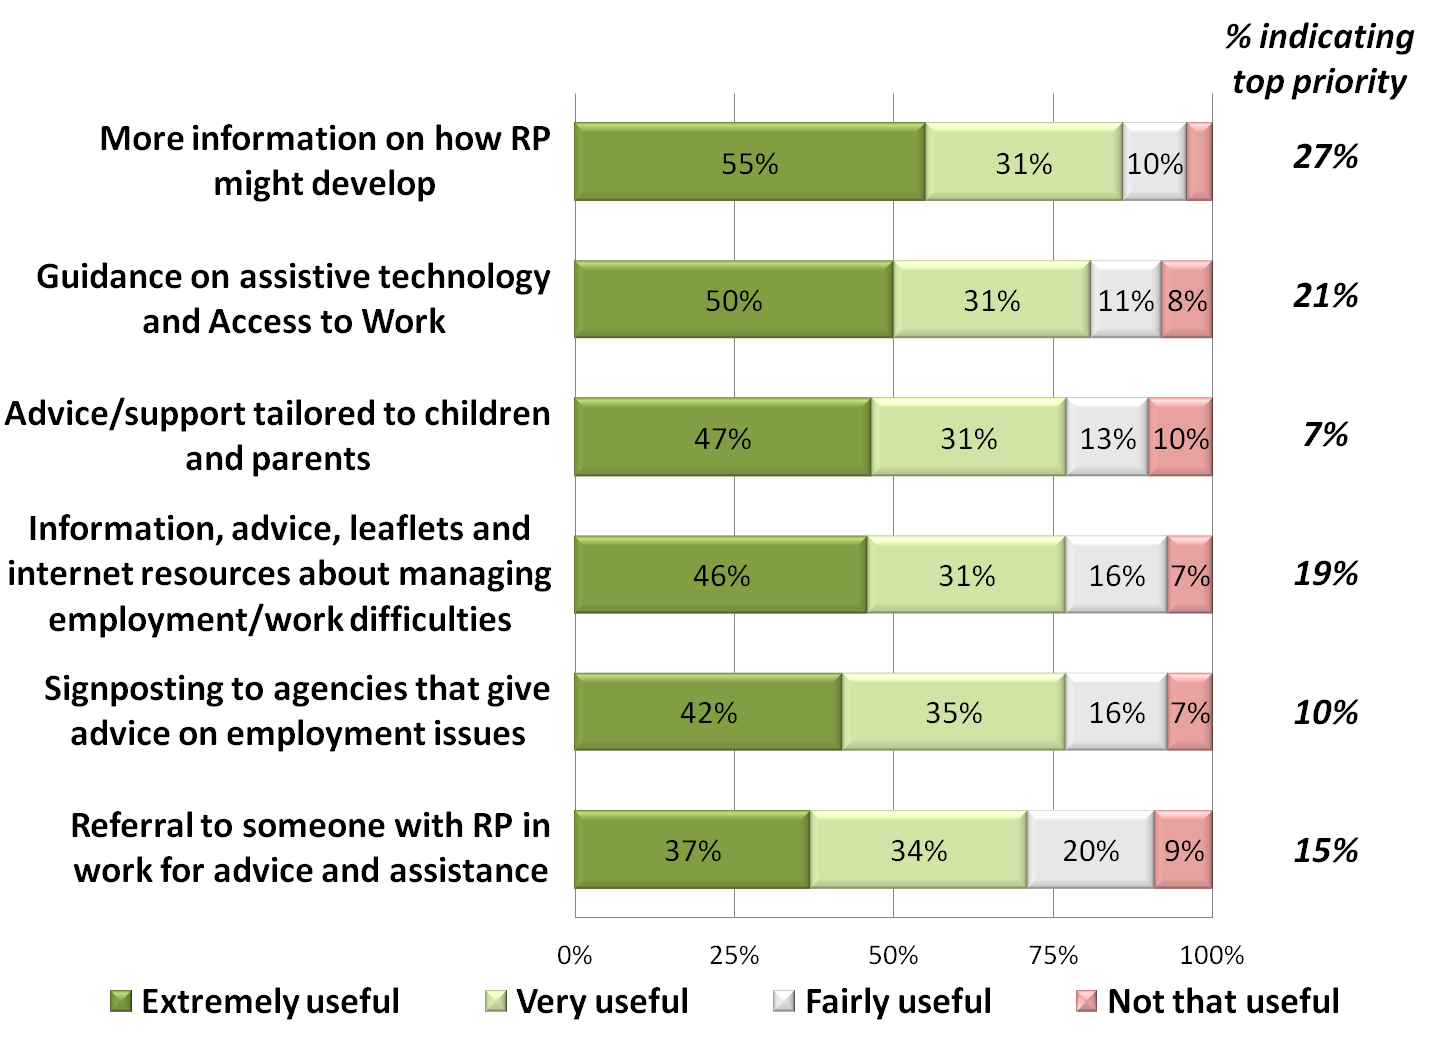 % indicating
top priority
More information on how RP
might develop
55% 31% 10% 27%
Guidance on assistive technology
and Access to Work
50% 31% 11% 8% 21%
Advice/support tailored to children
and parents
47% 31% 13% 10% 7%
Information, advice, leaflets and
internet resources about managing
employment/work difficulties
46% 31% 16% 7% 19%
Signposting to agencies that give
advice on employment issues
42% 35% 16% 7% 10%
Referral to someone with RP in
work for advice and assistance
37% 34% 20% 9% 15%
0% 25% 50% 75% 100%
Extremely useful Very useful Fairly useful Not that useful